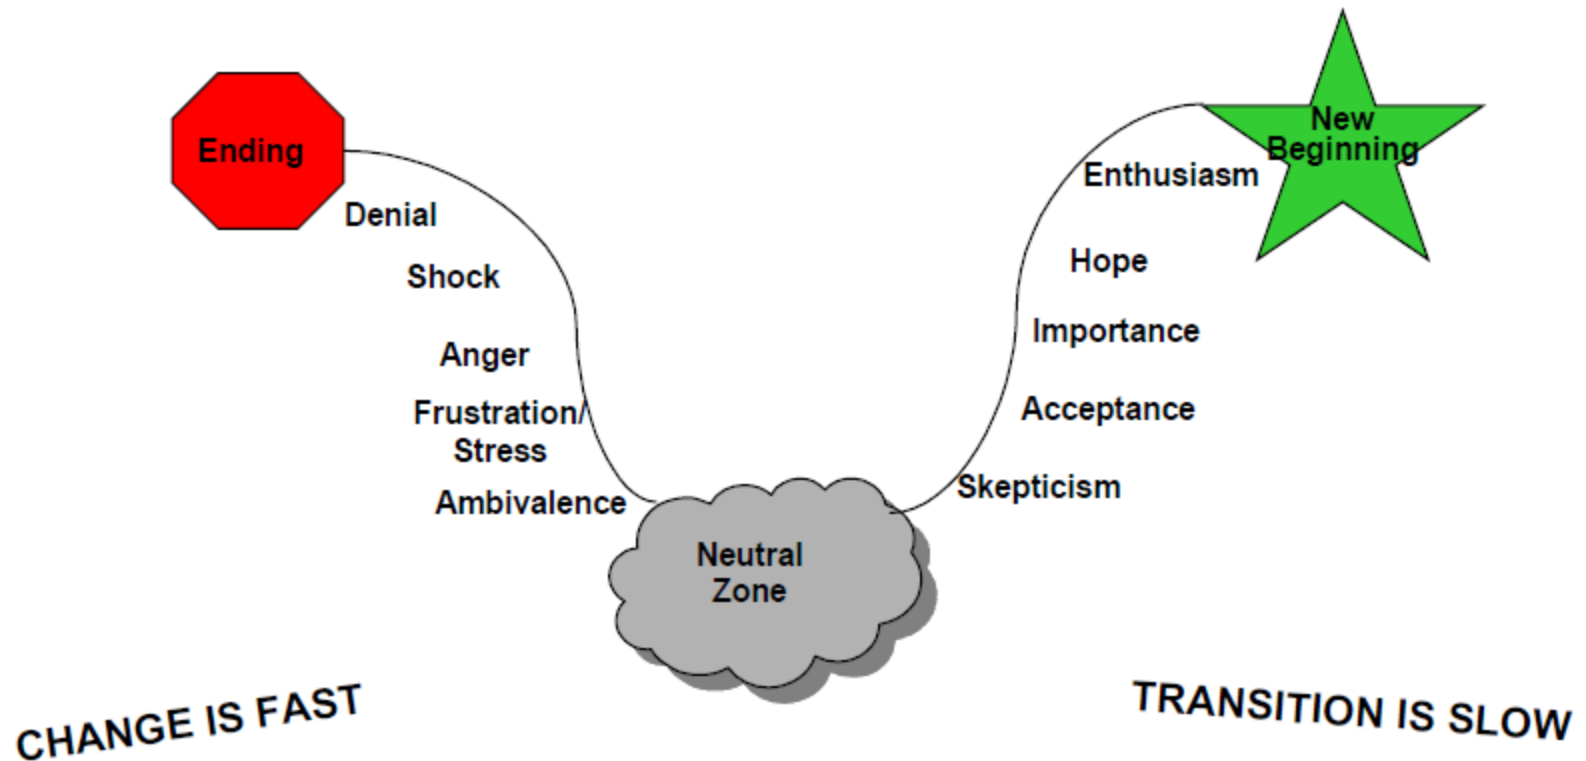 Ending
Denial
Shock
Anger
Frustration/
Stress
Ambivalence
Neutral
Zone
Skepticism
Acceptance
Importance
Hope
Enthusiasm
New
Beginning
CHANGE IS FAST
TRANSITION IS SLOW